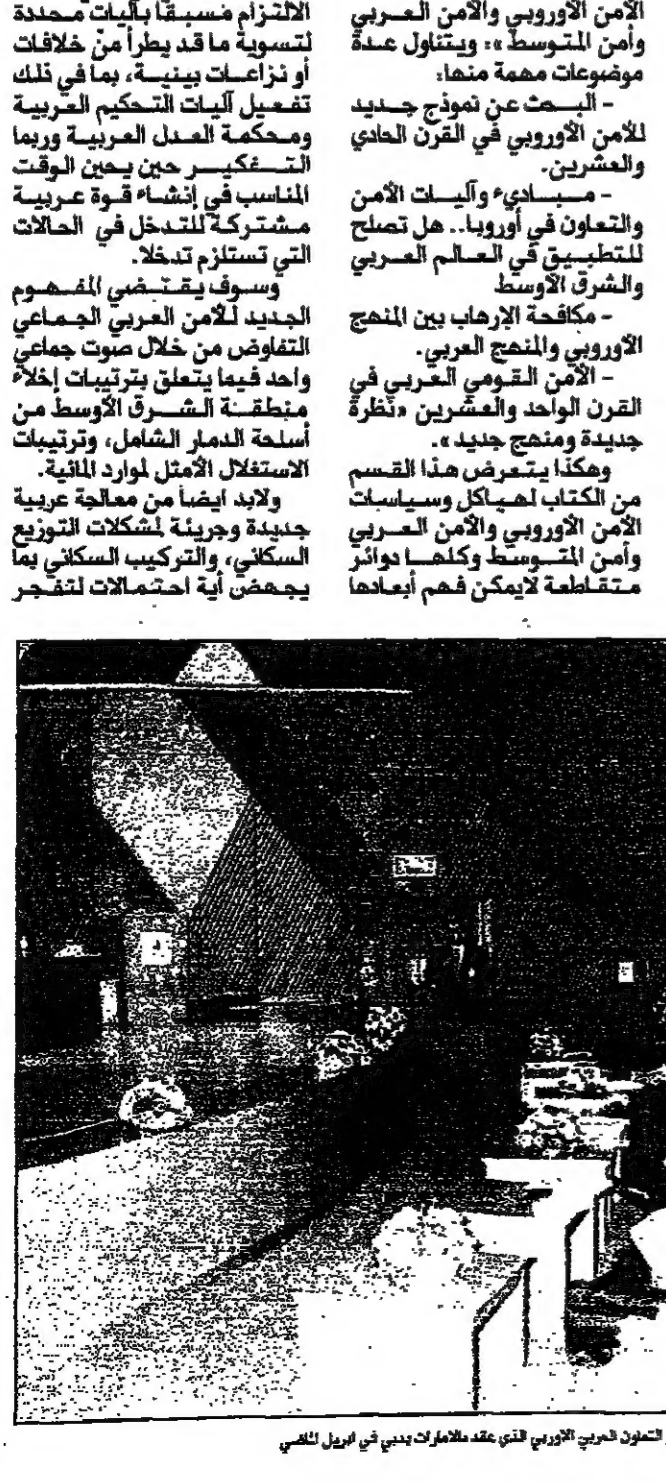 الأمن الأوروبي والأمن العربي
وأمن المتوسط »، ويتناول عدة
موضوعات مهمة منها:
- البحث عن نموذج جديد
للأمن الأوروبي في القرن الحادي
والعشرين.
- مبادىء وآليات الأمن
والتعاون في أوروبا.. هل تصلح
للتطبيق في العالم العربي
والشرق الأوسط
- مكافحة الإرهاب بين المنهج
الأوروبي والمنهج العربي.
- الأمن القومي العربي في
القرن الواحد والعشرين «نظرة
جديدة ومنهج جديد ».
وهكذا يتعرض هذا القسم
من الكتاب لهياكل وسياسات
الأمن الأوروبي والأمن العربي
وأمن المتوسط وكلها دوائر
متقاطعة لايمكن فهم أبعادها
الالتزام مسبقا بآليات محددة
لتسوية ما قد يطرأ من خلافات
أو نزاعات بينية، بما في ذلك
تفعيل آليات التحكيم العربية
ومحكمة العدل العربية وربما
التفكير حين يحين الوقت
المناسب في إنشاء قوة عربية
مشتركة للتدخل في الحالات
التي تستلزم تدخلا.
وسوف يقتضي المفهوم
الجديد للأمن العربي الجماعي
التفاوض من خلال صوت جماعي
واحد فيما يتعلق بترتيبات إخلاء
منطقة الشرق الأوسط من
أسلحة الدمار الشامل، وترتيبات
الاستغلال الأمثل لموارد المائية.
ولابد ايضا من معالجة عربية
جديدة وجريئة لمشكلات التوزيع
السكاني، والتركيب السكاني بما
يجهض أية احتمالات لتفجر
التعاون العربي الاوربي الذي عقد بالامارات بدبي في ابريل الماضي